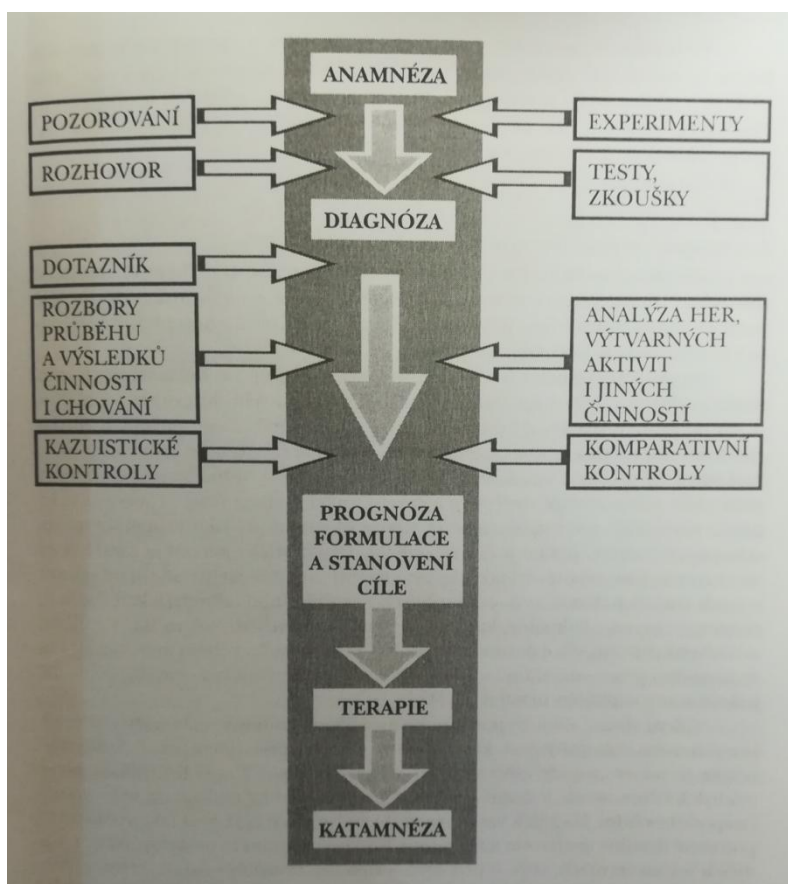 ANAMNÉZA
POZOROVÁNÍ
EXPERIMENTY
ROZHOVOR
TESTY,
ZKOUŠKY
DIAGNÓZA
DOTAZNÍK
ROZBORY
PRŮBĚHU
A VÝSLEDKŮ
ČINNOSTI
I CHOVÁNÍ
ANALÝZA HER,
VÝTVARNÝCH
AKTIVIT
I JINÝCH
ČINNOSTÍ
KAZUISTICKÉ
KONTROLY
KOMPARATIVNÍ
KONTROLY
PROGNÓZA
FORMULACE
A STANOVENÍ
CÍLE
TERAPIE
KATAMNÉZA